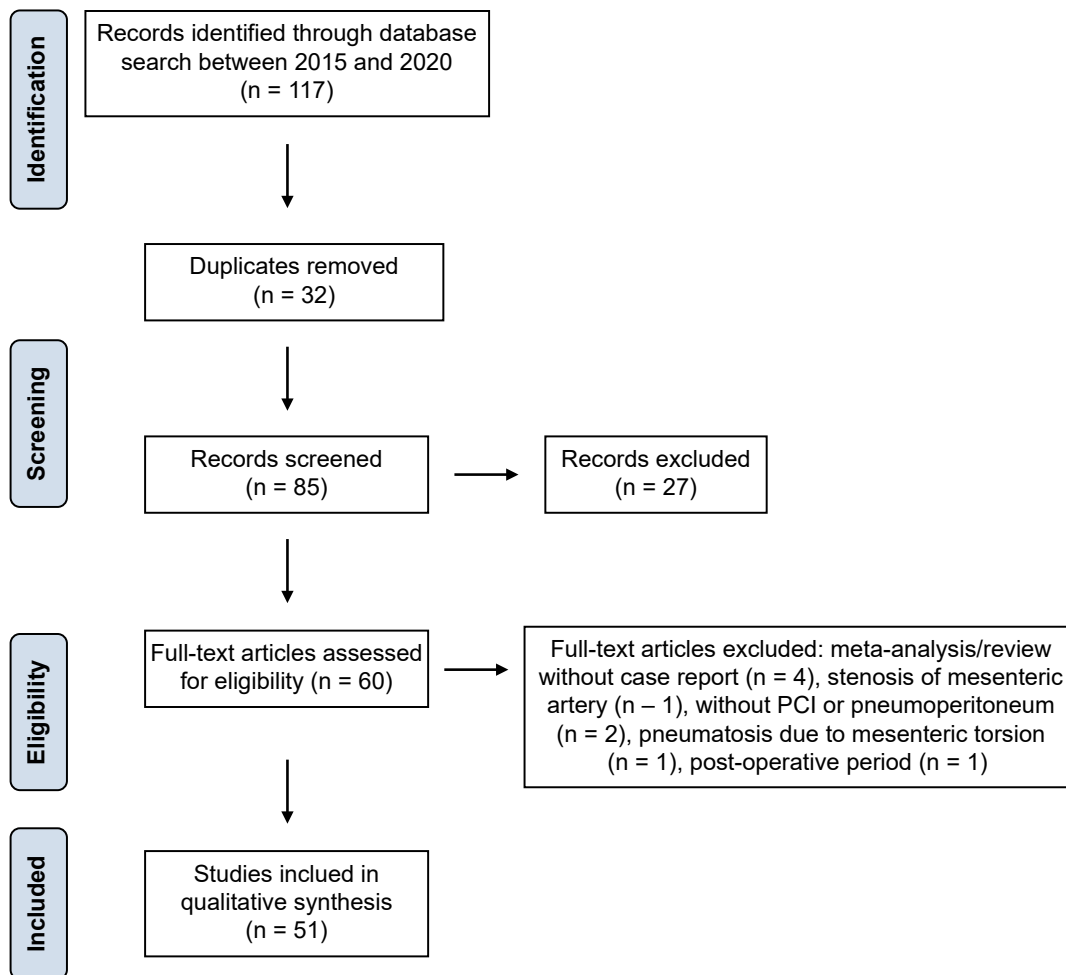 Identification
Records identified through database
search between 2015 and 2020
(n = 117)
Duplicates removed
(n = 32)
Screening
Records screened
(n = 85)
Records excluded
(n = 27)
Eligibility
Full-text articles assessed
for eligibility (n = 60)
Full-text articles excluded: meta-analysis/review
without case report (n = 4), stenosis of mesenteric
artery (n – 1), without PCI or pneumoperitoneum
(n = 2), pneumatosis due to mesenteric torsion
(n = 1), post-operative period (n = 1)
Included
Studies inclued in
qualitative synthesis
(n = 51)